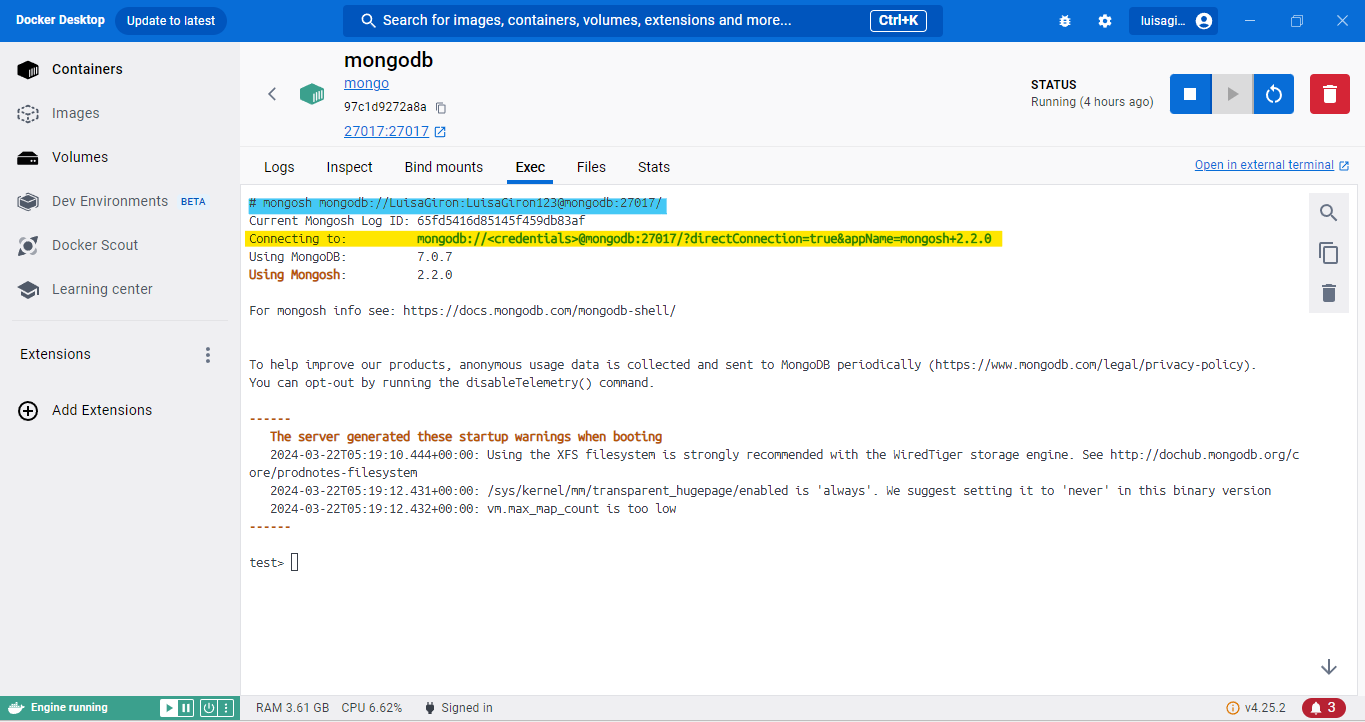 Docker Desktop
Update to latest
Search for images, containers, volumes, extensions and more...
Ctrl+K
luisagi...
Containers
Images
Volumes
Dev Environments BETA
Docker Scout
Learning center
Extensions
Add Extensions
mongodb
mongo
97c1d9272a8a
27017:27017
STATUS
Running (4 hours ago)
Logs Inspect Bind mounts Exec Files Stats
Open in external terminal
# mongosh mongodb://LuisaGiron:LuisaGiron123@mongodb:27017/
Current Mongosh Log ID: 65fd5416d85145f459db83af
Connecting to: mongodb://<credentials>@mongodb:27017/?directConnection=true&appName=mongosh+2.2.0
Using MongoDB: 7.0.7
Using Mongosh: 2.2.0
For mongosh info see: https://docs.mongodb.com/mongodb-shell/
To help improve our products, anonymous usage data is collected and sent to MongoDB periodically (https://www.mongodb.com/legal/privacy-policy).
You can opt-out by running the disableTelemetry() command.
------
The server generated these startup warnings when booting
2024-03-22T05:19:10.444+00:00: Using the XFS filesystem is strongly recommended with the WiredTiger storage engine. See http://dochub.mongodb.org/c
ore/prodnotes-filesystem
2024-03-22T05:19:12.431+00:00: /sys/kernel/mm/transparent_hugepage/enabled is 'always'. We suggest setting it to 'never' in this binary version
2024-03-22T05:19:12.432+00:00: vm.max_map_count is too low
------
test>
Engine running
RAM 3.61 GB CPU 6.62% Signed in
v4.25.2
3